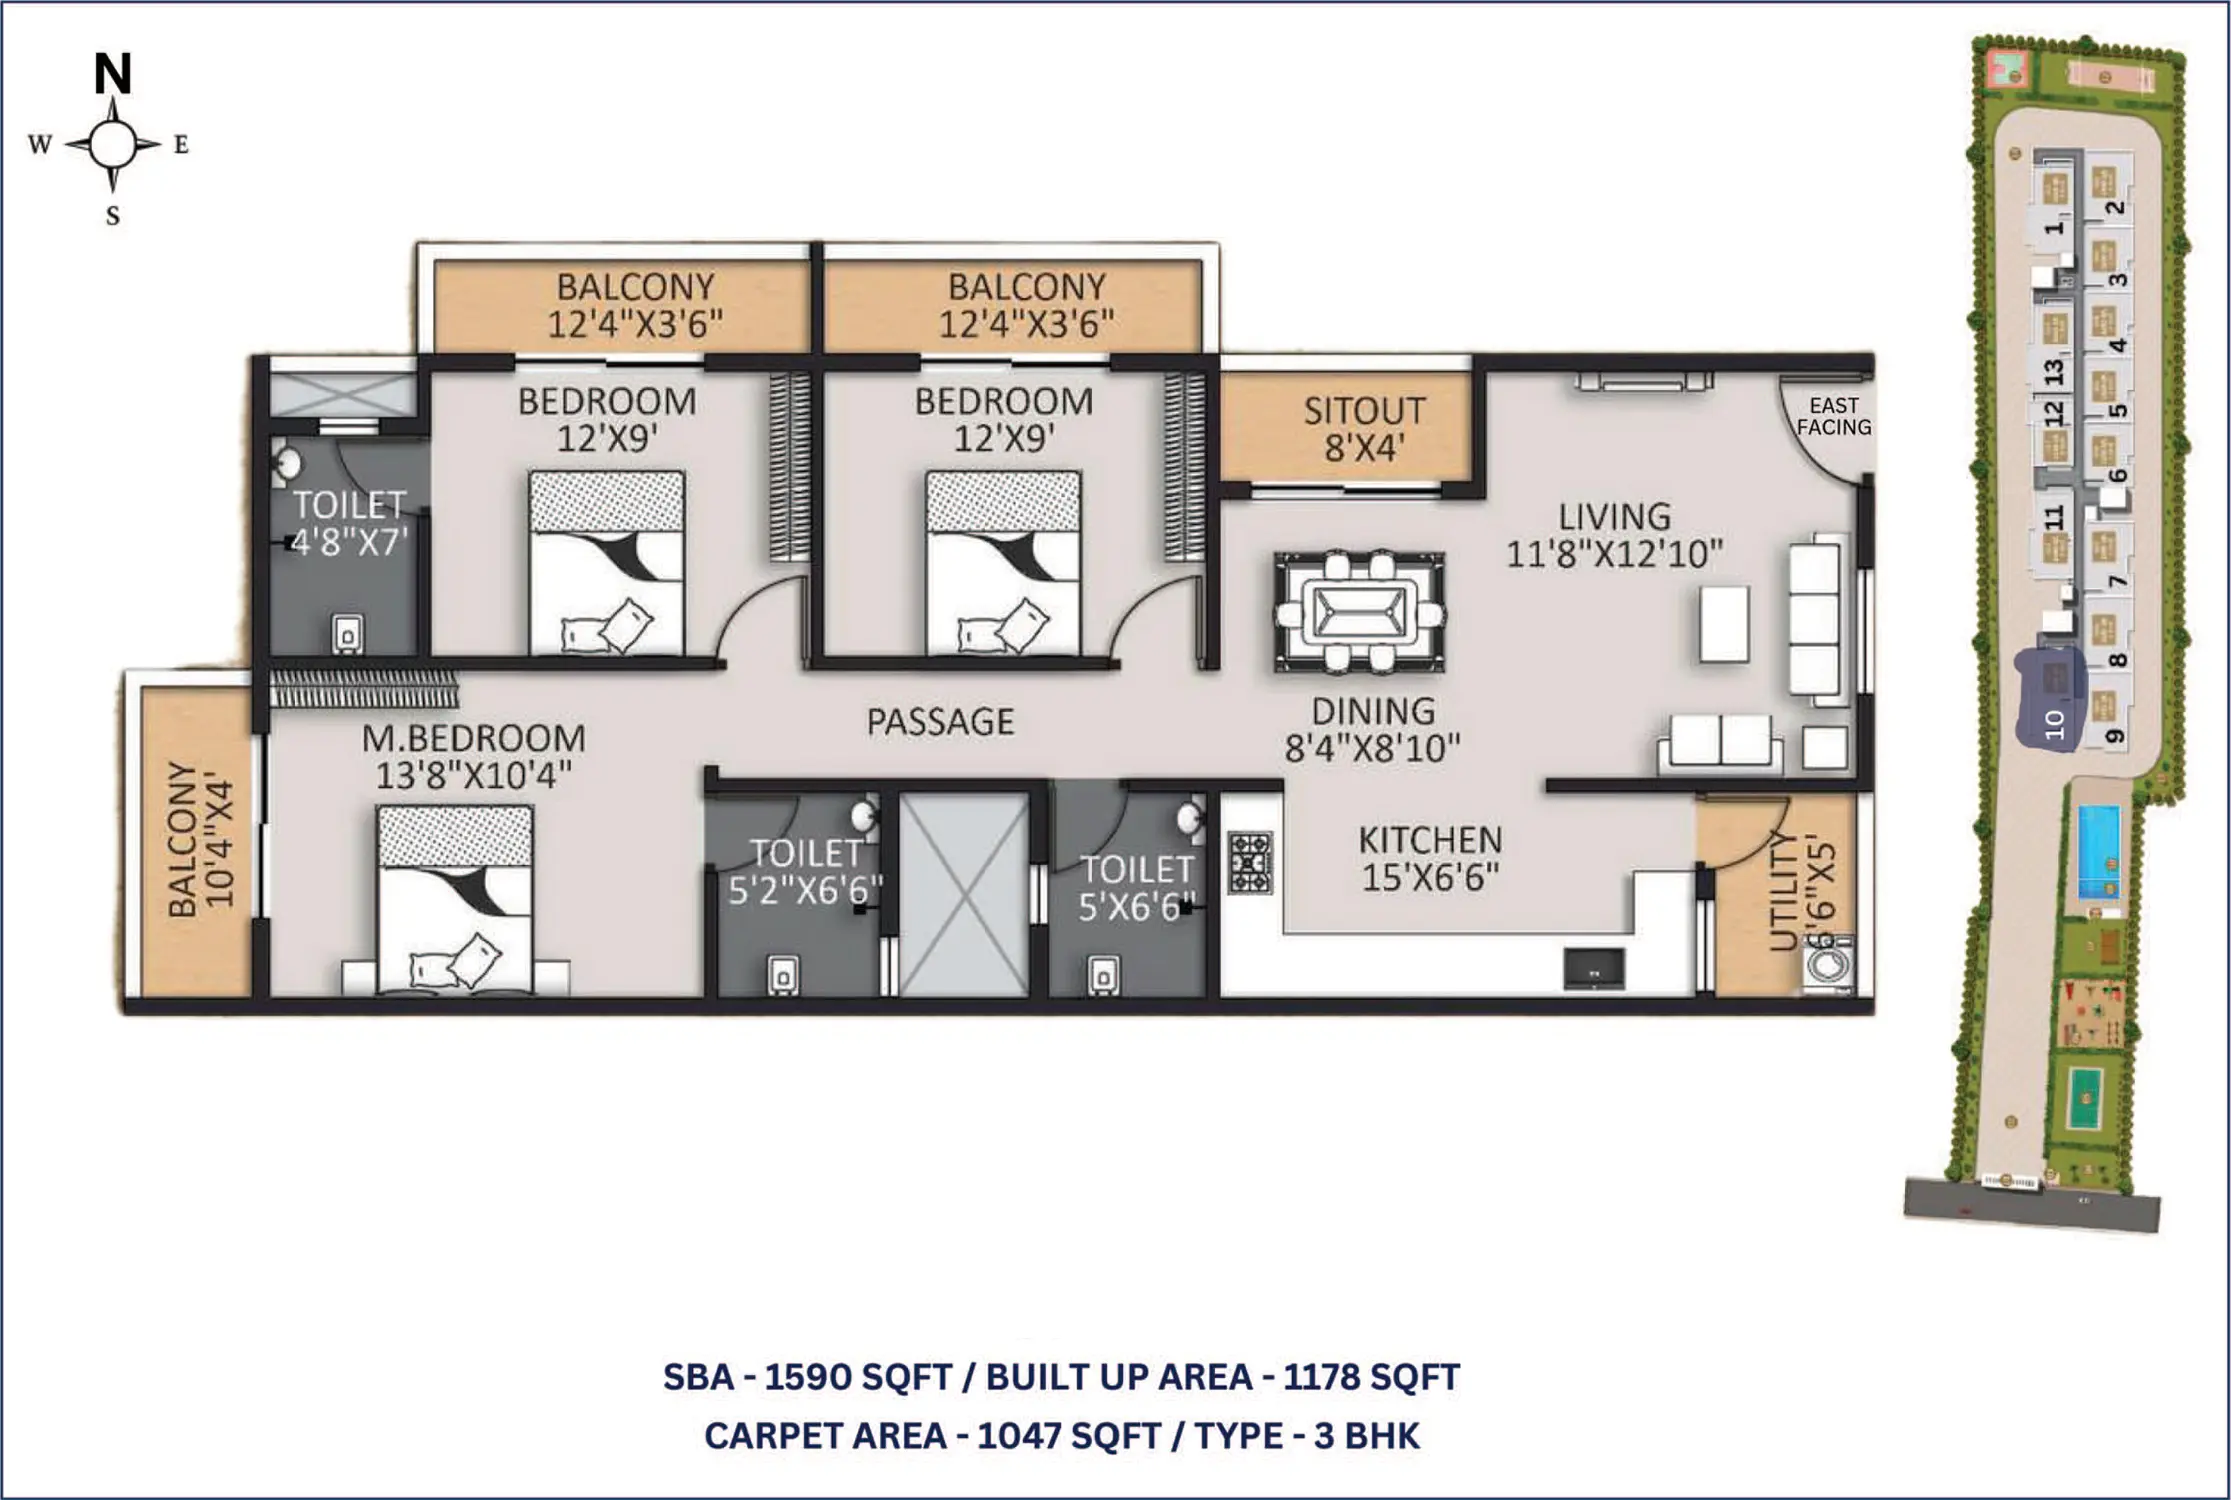 N
W
E
S
BALCONY
12'4"X3'6"
BALCONY
12'4"X3'6"
BEDROOM
12'X9'
BEDROOM
12'X9'
SITOUT
8'X4'
EAST
FACING
TOILET
4'8"X7'
LIVING
11'8"X12'10"
M.BEDROOM
13'8"X10'4"
PASSAGE
DINING
8'4"X8'10"
BALCONY
10'4"X4'
TOILET
5'2"X6'6"
TOILET
5'X6'6"
KITCHEN
15'X6'6"
UTILITY
6'6"X5'
1
2
3
13
4
12
5
6
11
7
8
10
9
SBA - 1590 SQFT / BUILT UP AREA - 1178 SQFT
CARPET AREA - 1047 SQFT / TYPE - 3 BHK